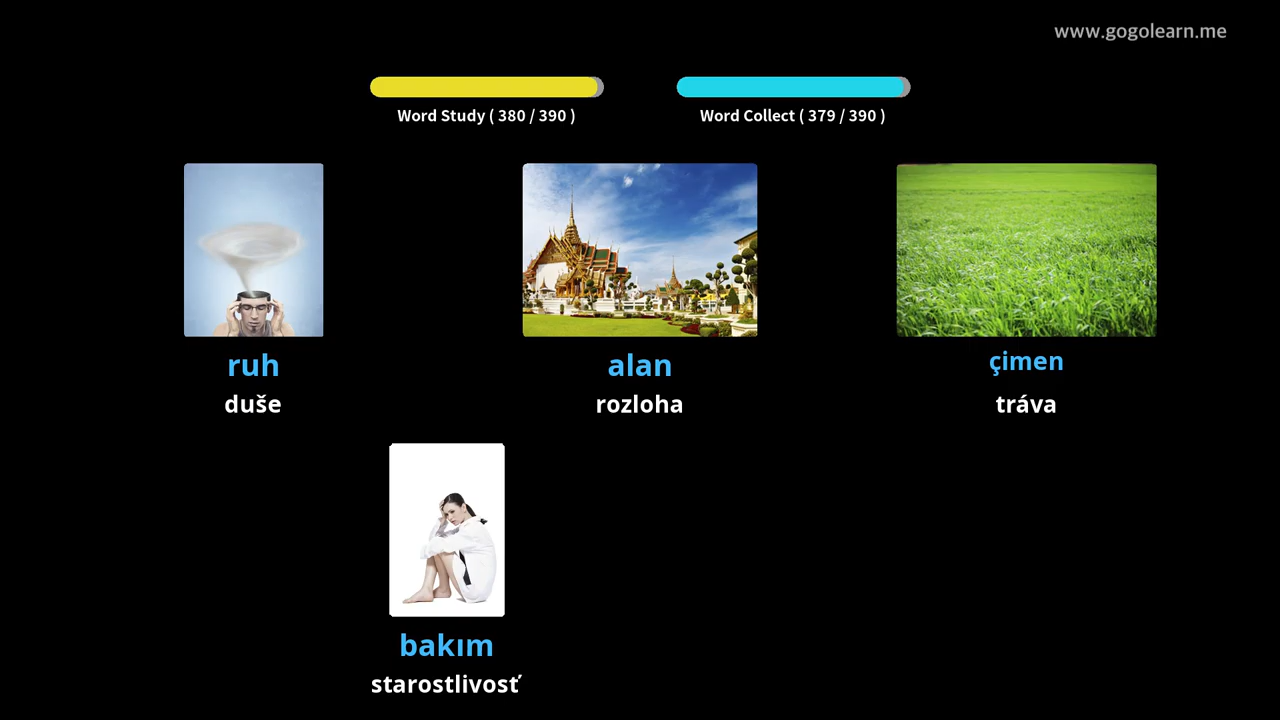 www.gogolearn.me
Word Study ( 380 / 390 )
Word Collect ( 379 / 390 )
ruh
duše
alan
rozloha
çimen
tráva
bakım
starostlivosť